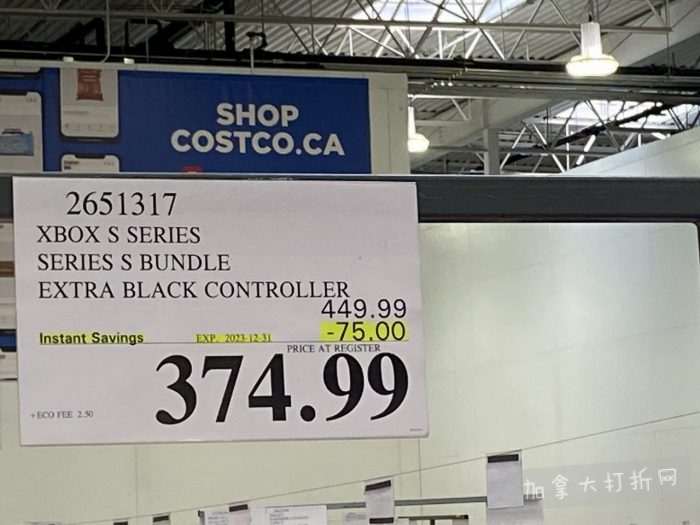 SHOP
COSTCO.CA
2651317
XBOX S SERIES
SERIES S BUNDLE
EXTRA BLACK CONTROLLER
449.99
Instant Savings EXP. 2023-12-31 -75.00
PRICE AT REGISTER
374.99
+ECO FEE 2.50
加拿大打折网